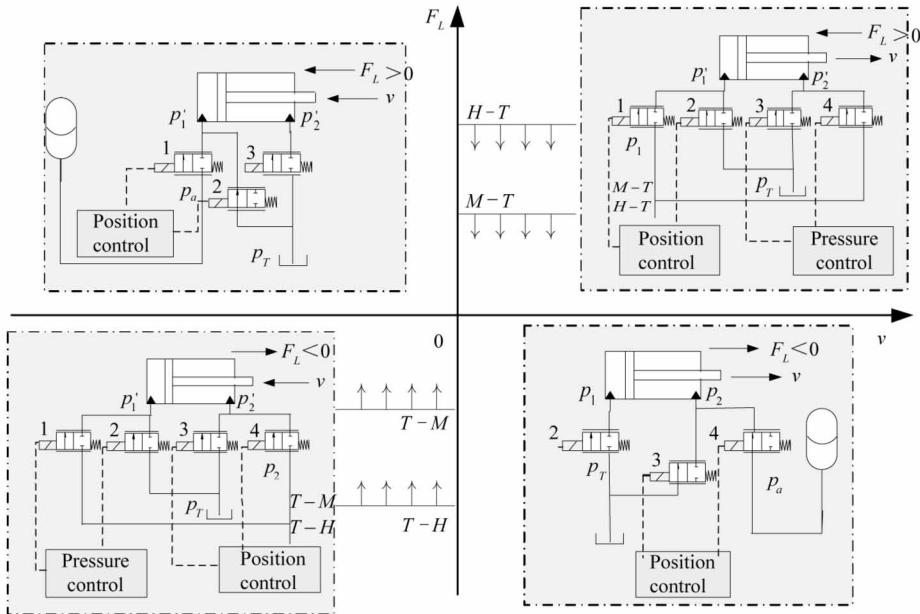 F_L
F_L>0
v
p'_1
p'_2
1
3
2
p_a
Position
control
p_T
H-T
M-T
F_L>0
v
p'_1
p'_2
1
2
3
4
p_1
p_T
M-T
H-T
Position
control
Pressure
control
0
v
F_L<0
v
p'_1
p'_2
1
2
3
4
p_2
p_T
T-M
T-H
Pressure
control
Position
control
T-M
T-H
F_L<0
v
p_1
p_2
2
4
3
p_T
p_a
Position
control